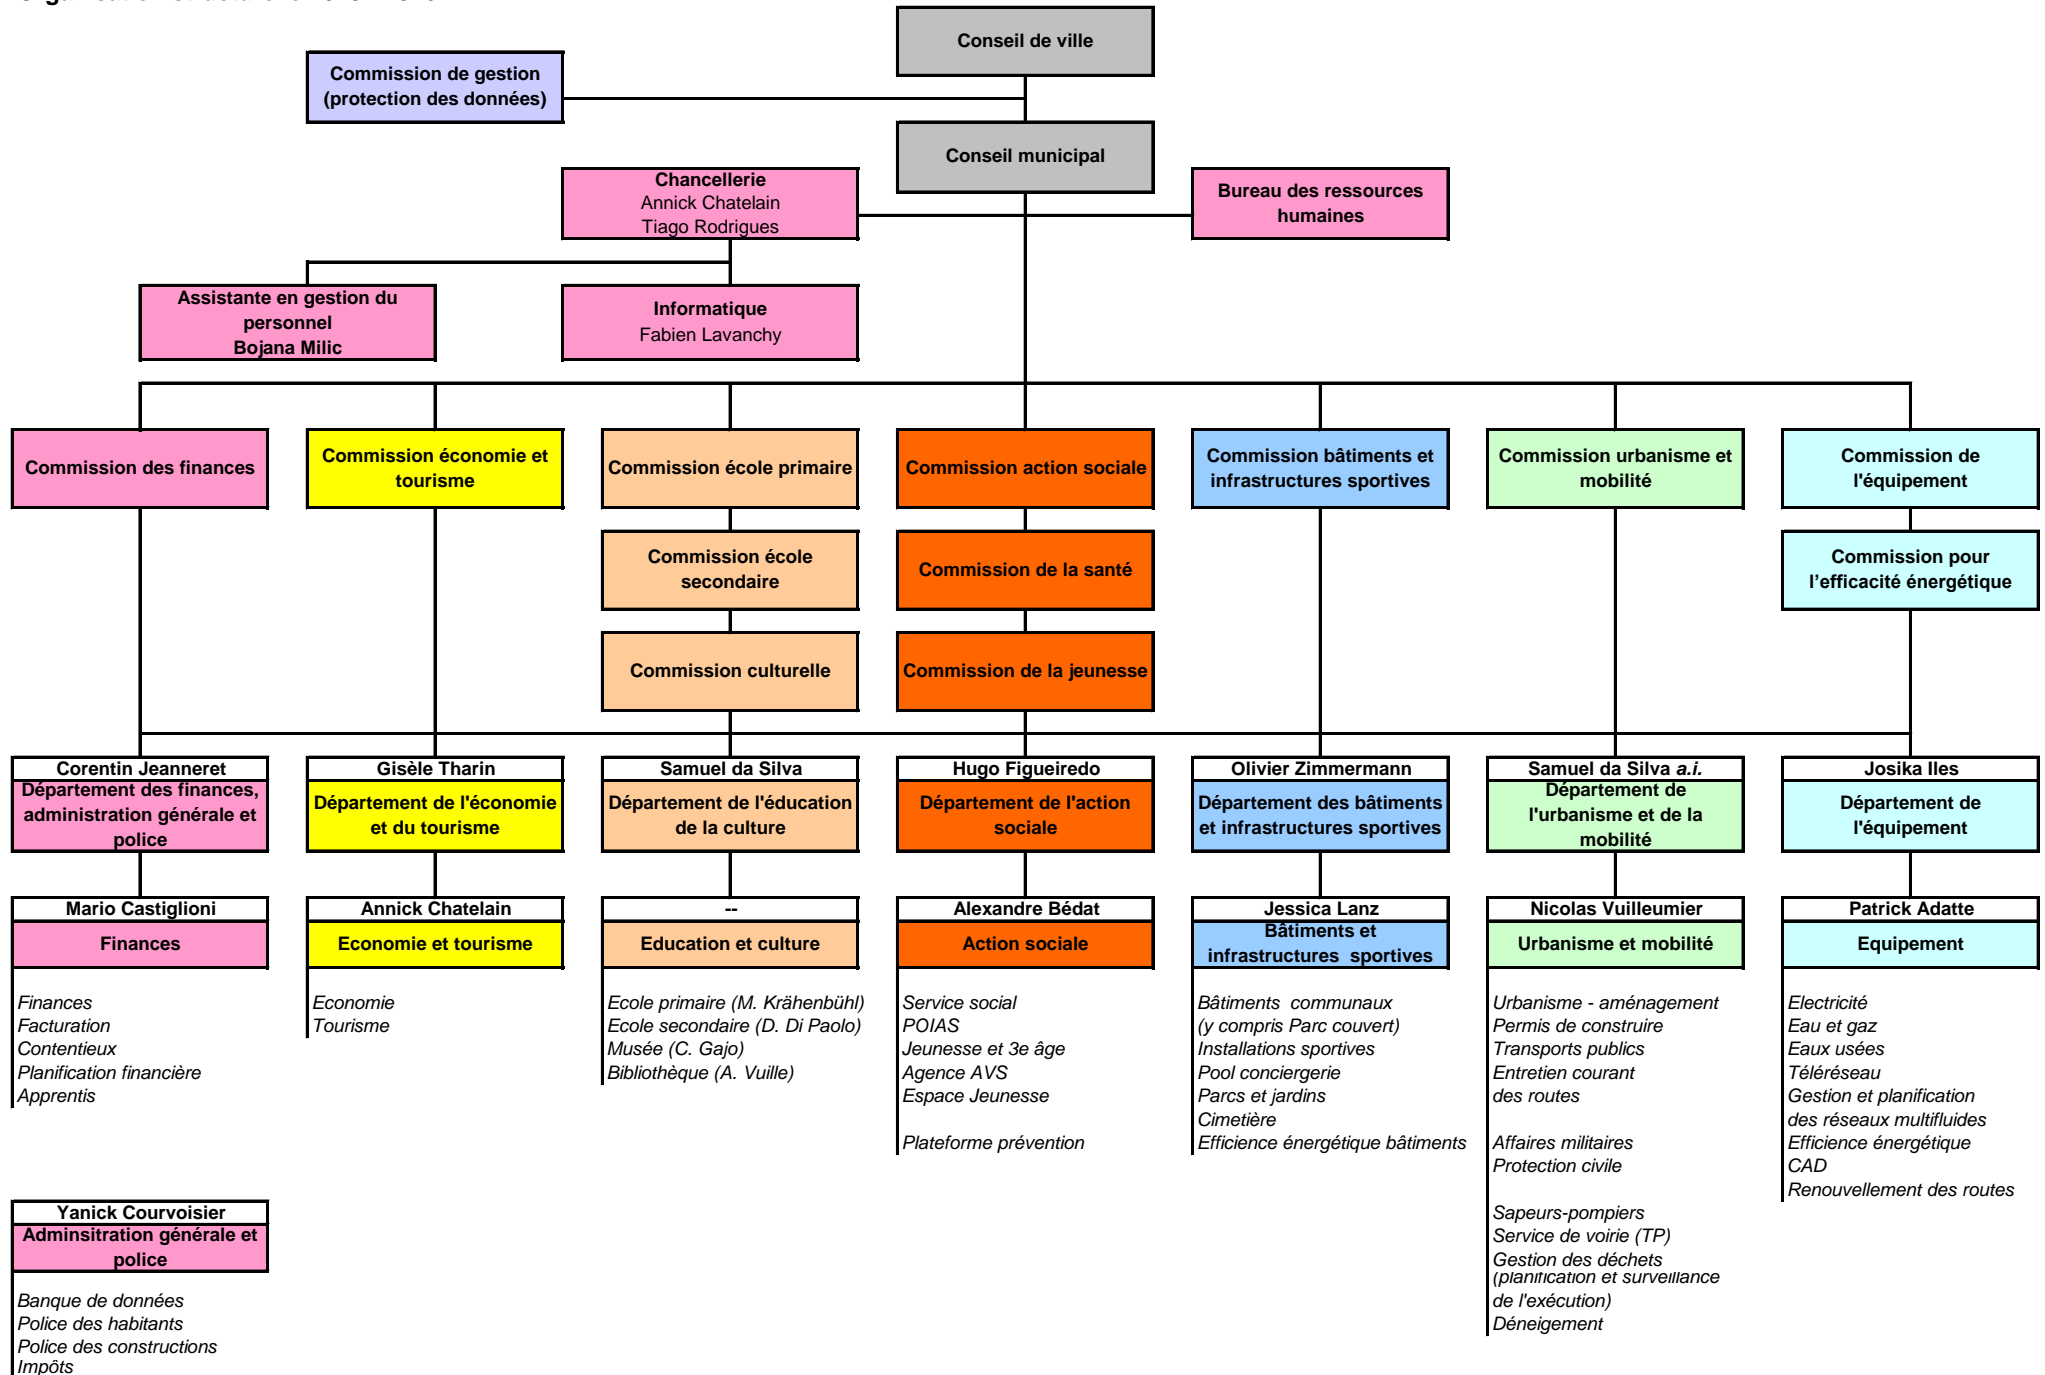 Conseil de ville
Commission de gestion
(protection des données)
Conseil municipal
Chancellerie
Annick Chatelain
Tiago Rodrigues
Bureau des ressources
humaines
Assistante en gestion du
personnel
Bojana Milic
Informatique
Fabien Lavanchy
Commission des finances
Commission économie et
tourisme
Commission école primaire
Commission action sociale
Commission bâtiments et
infrastructures sportives
Commission urbanisme et
mobilité
Commission de
l'équipement
Commission école
secondaire
Commission de la santé
Commission pour
l’efficacité énergétique
Commission culturelle
Commission de la jeunesse
Corentin Jeanneret
Département des finances,
administration générale et
police
Gisèle Tharin
Département de l'économie
et du tourisme
Samuel da Silva
Département de l'éducation
de la culture
Hugo Figueiredo
Département de l'action
sociale
Olivier Zimmermann
Département des bâtiments
et infrastructures sportives
Samuel da Silva a.i.
Département de
l'urbanisme et de la
mobilité
Josika Iles
Département de
l'équipement
Mario Castiglioni
Finances
Annick Chatelain
Economie et tourisme
--
Education et culture
Alexandre Bédat
Action sociale
Jessica Lanz
Bâtiments et
infrastructures  sportives
Nicolas Vuilleumier
Urbanisme et mobilité
Patrick Adatte
Equipement
Finances
Facturation
Contentieux
Planification financière
Apprentis
Economie
Tourisme
Ecole primaire (M. Krähenbühl)
Ecole secondaire (D. Di Paolo)
Musée (C. Gajo)
Bibliothèque (A. Vuille)
Service social
POIAS
Jeunesse et 3e âge
Agence AVS
Espace Jeunesse
Plateforme prévention
Bâtiments  communaux
(y compris Parc couvert)
Installations sportives
Pool conciergerie
Parcs et jardins
Cimetière
Efficience énergétique bâtiments
Urbanisme - aménagement
Permis de construire
Transports publics
Entretien courant
des routes
Affaires militaires
Protection civile
Sapeurs-pompiers
Service de voirie (TP)
Gestion des déchets
(planification et surveillance
de l'exécution)
Déneigement
Electricité
Eau et gaz
Eaux usées
Téléréseau
Gestion et planification
des réseaux multifluides
Efficience énergétique
CAD
Renouvellement des routes
Yanick Courvoisier
Adminsitration générale et
police
Banque de données
Police des habitants
Police des constructions
Impôts